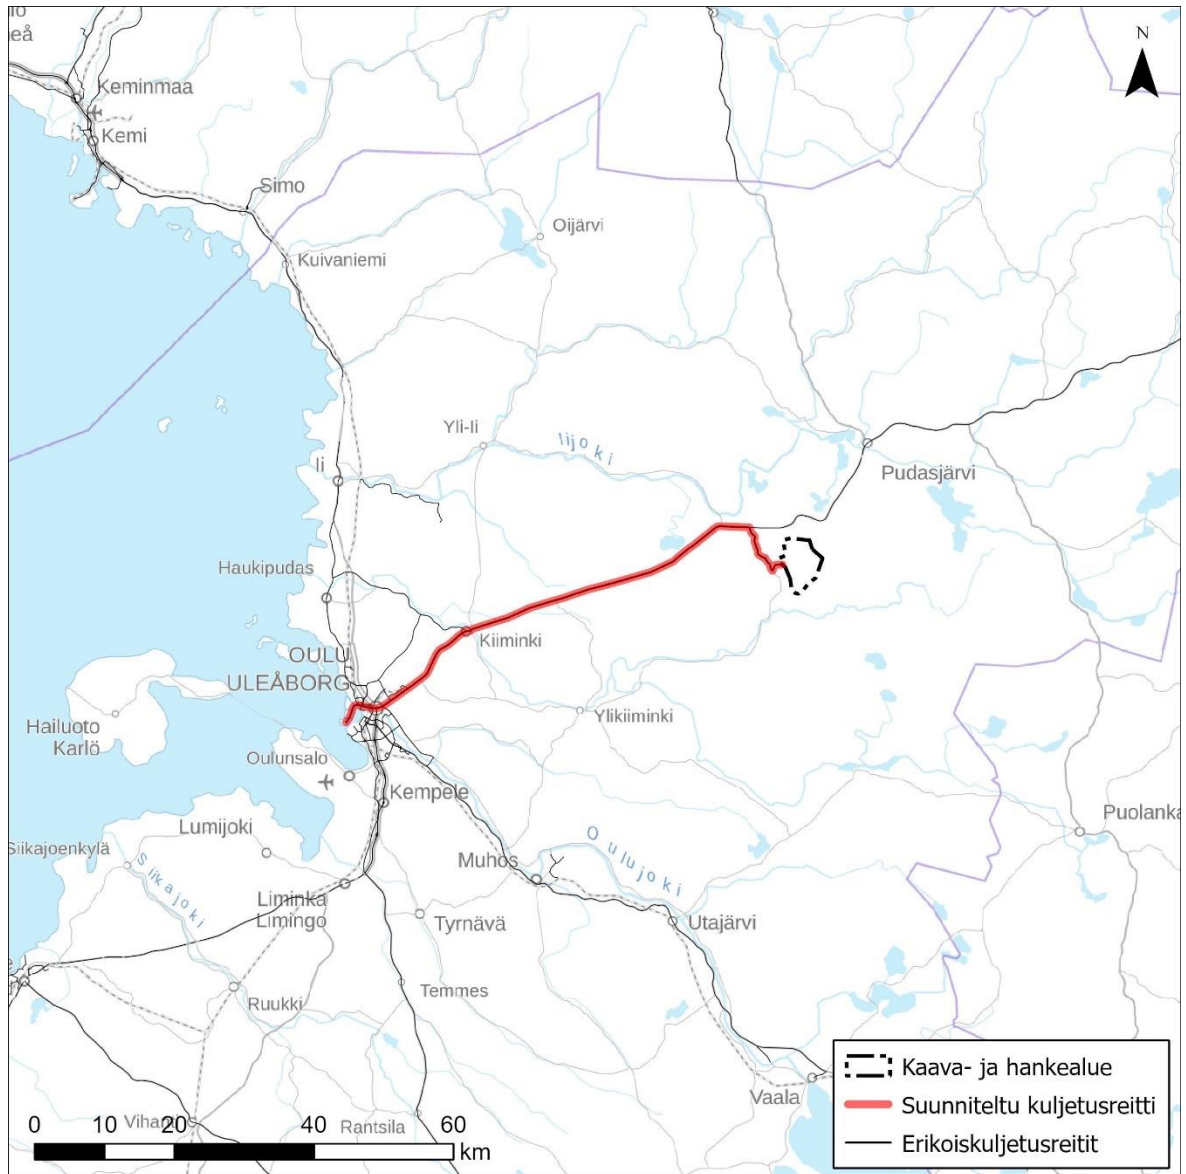 N
Keminmaa
Kemi
Simo
Oijärvi
Kuivaniemi
Yli-Ii
Iijoki
Ii
Pudasjärvi
Haukipudas
Kiiminki
OULU
ULEÅBORG
Ylikiiminki
Hailuoto
Karlö
Oulunsalo
Kempele
Lumijoki
Puolanka
Siikajoenkylä
Siikajoki
Muhos
Oulujoki
Liminka
Limingo
Tyrnävä
Utajärvi
Ruukki
Temmes
Vaala
Rantsila
0 10 20 40 60
km
Kaava- ja hankealue
Suunniteltu kuljetusreitti
Erikoiskuljetusreitit